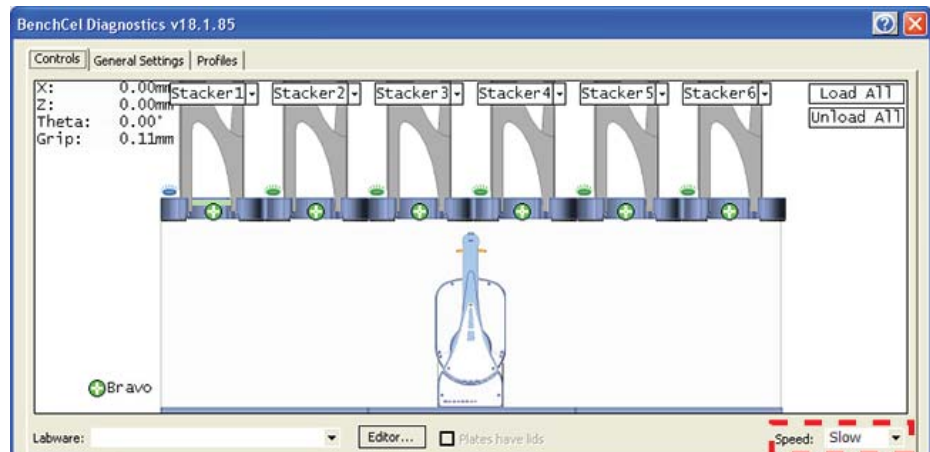 BenchCel Diagnostics v18.1.85
Controls General Settings Profiles
X: 0.00mm
Z: 0.00mm
Theta: 0.00°
Grip: 0.11mm
Stacker1 Stacker2 Stacker3 Stacker4 Stacker5 Stacker6
Load All
Unload All
Bravo
Labware: Editor... Plates have lids Speed: Slow